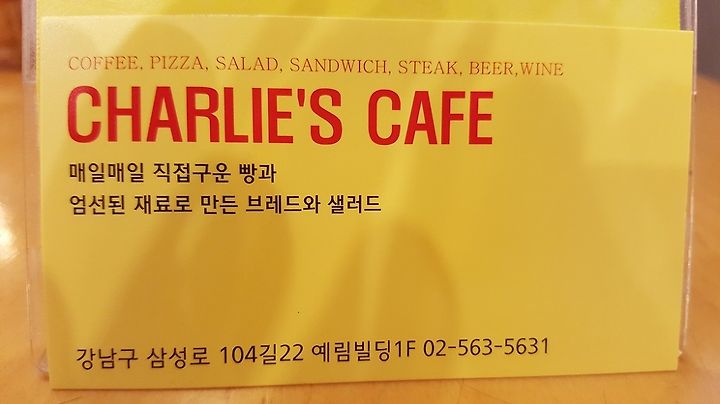 COFFEE, PIZZA, SALAD, SANDWICH, STEAK, BEER,WINE
CHARLIE'S CAFE
매일매일 직접구운 빵과
엄선된 재료로 만든 브레드와 샐러드
강남구 삼성로 104길22 예림빌딩1F 02-563-5631